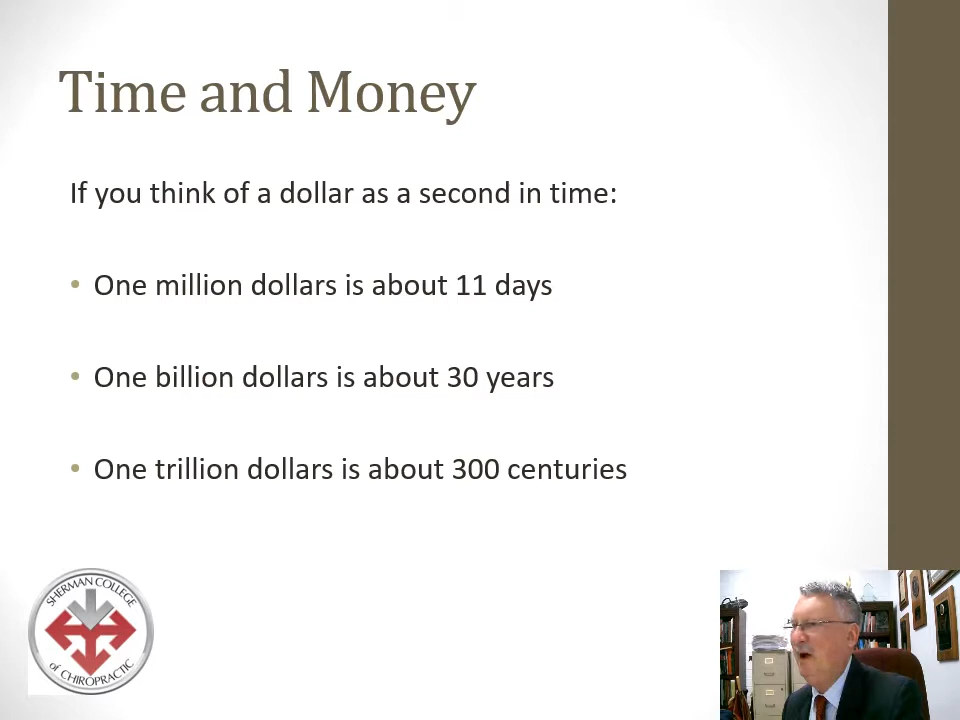 Time and Money
If you think of a dollar as a second in time:
• One million dollars is about 11 days
• One billion dollars is about 30 years
• One trillion dollars is about 300 centuries
SHERMAN COLLEGE
of CHIROPRACTIC